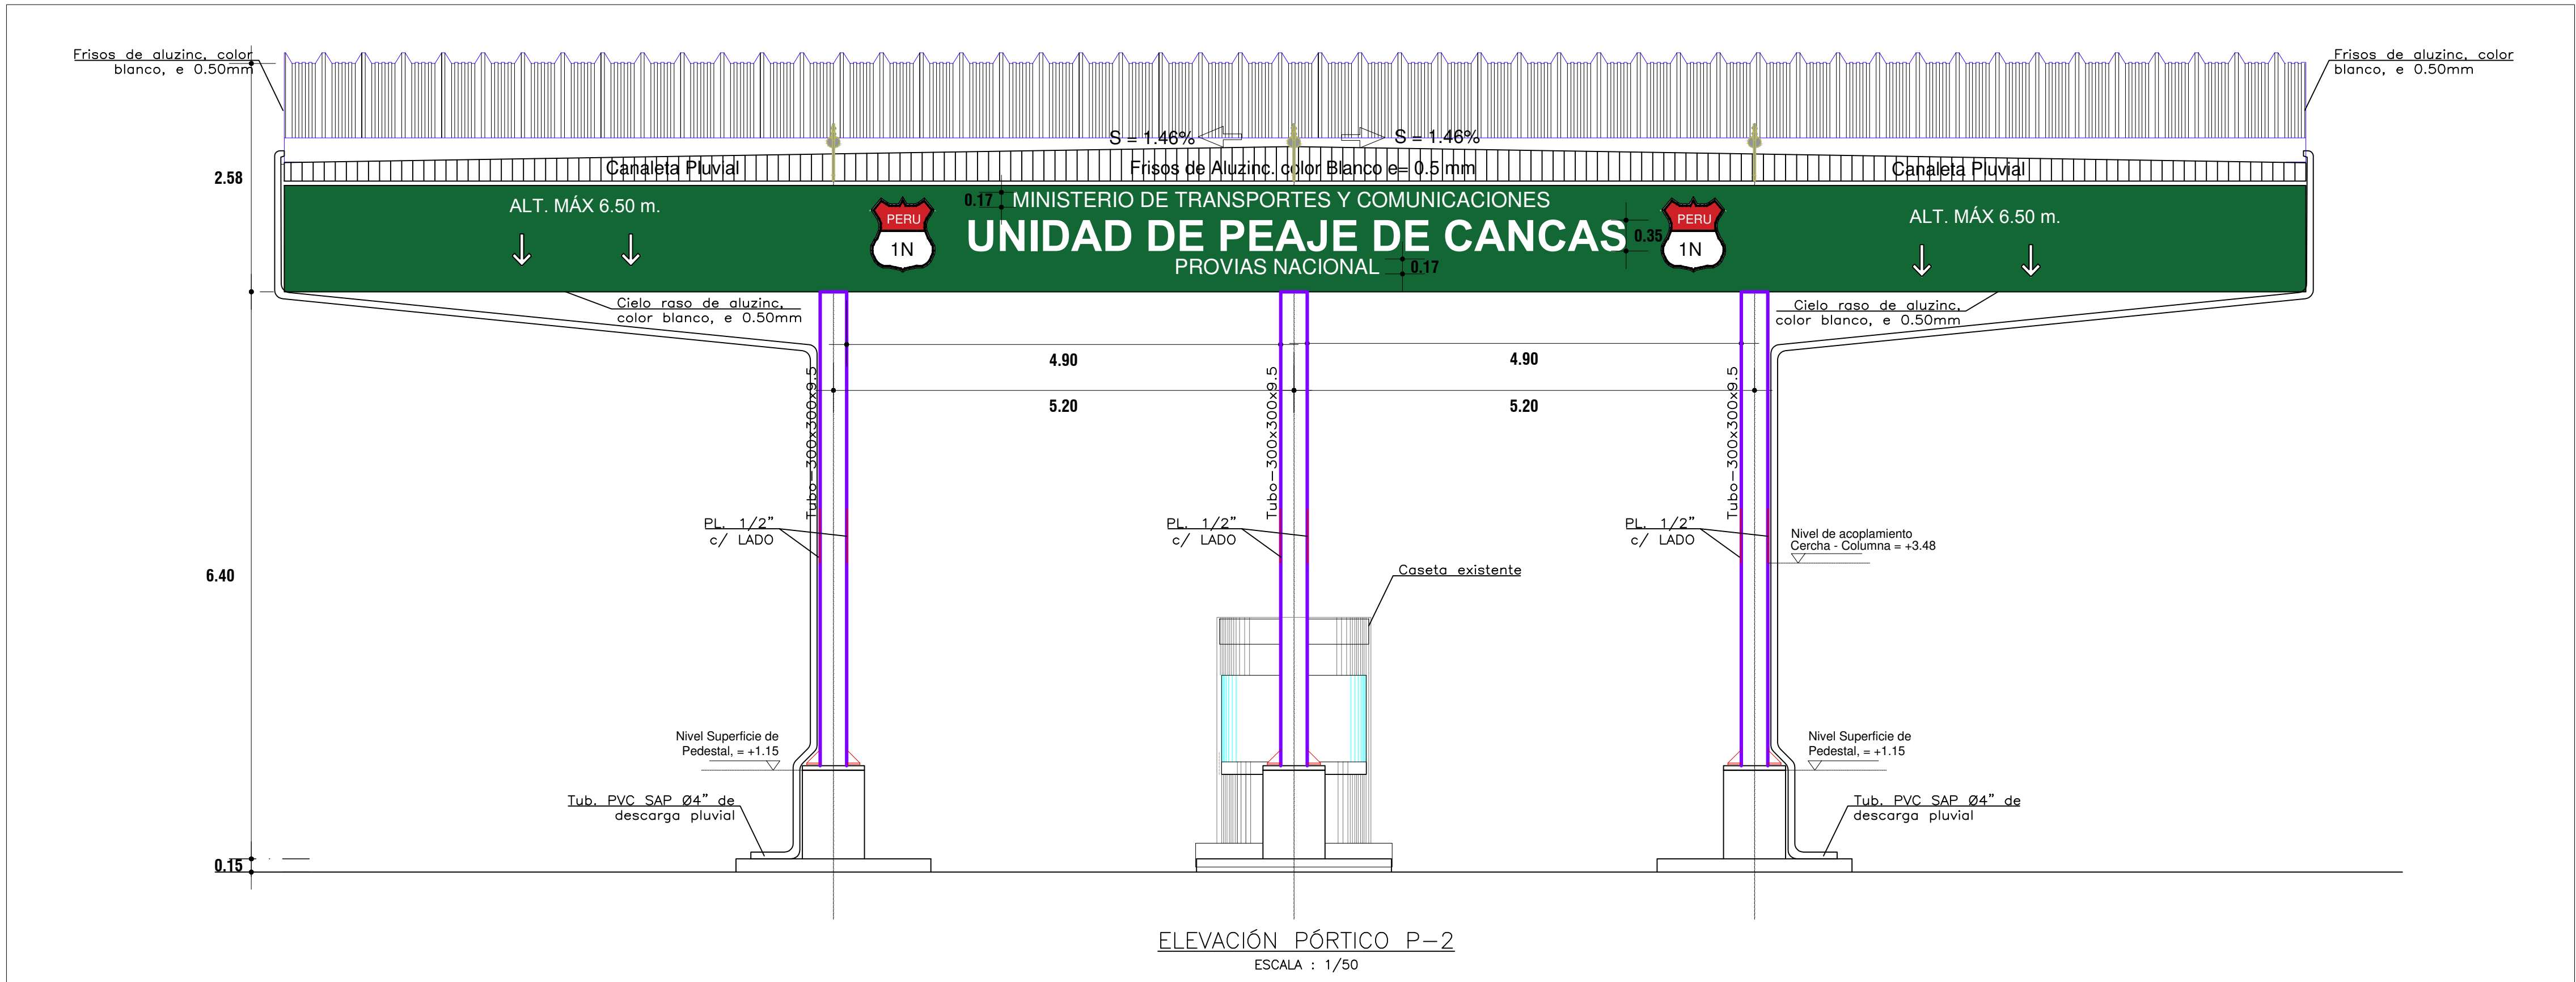 Frisos de aluzinc, color
blanco, e 0.50mm
Frisos de aluzinc, color
blanco, e 0.50mm
S = 1.46%
S = 1.46%
Canaleta Pluvial
Frisos de Aluzinc. color Blanco e= 0.5 mm
Canaleta Pluvial
2.58
ALT. MÁX 6.50 m.
PERU
1N
0.17
MINISTERIO DE TRANSPORTES Y COMUNICACIONES
UNIDAD DE PEAJE DE CANCAS
0.35
PROVIAS NACIONAL
0.17
PERU
1N
ALT. MÁX 6.50 m.
Cielo raso de aluzinc,
color blanco, e 0.50mm
Cielo raso de aluzinc,
color blanco, e 0.50mm
4.90
4.90
5.20
5.20
Tubo-300x300x9.5
Tubo-300x300x9.5
Tubo-300x300x9.5
PL. 1/2"
c/ LADO
PL. 1/2"
c/ LADO
PL. 1/2"
c/ LADO
Nivel de acoplamiento
Cercha - Columna = +3.48
6.40
Caseta existente
Nivel Superficie de
Pedestal, = +1.15
Nivel Superficie de
Pedestal, = +1.15
Tub. PVC SAP Ø4" de
descarga pluvial
Tub. PVC SAP Ø4" de
descarga pluvial
0.15
ELEVACIÓN PÓRTICO P-2
ESCALA : 1/50